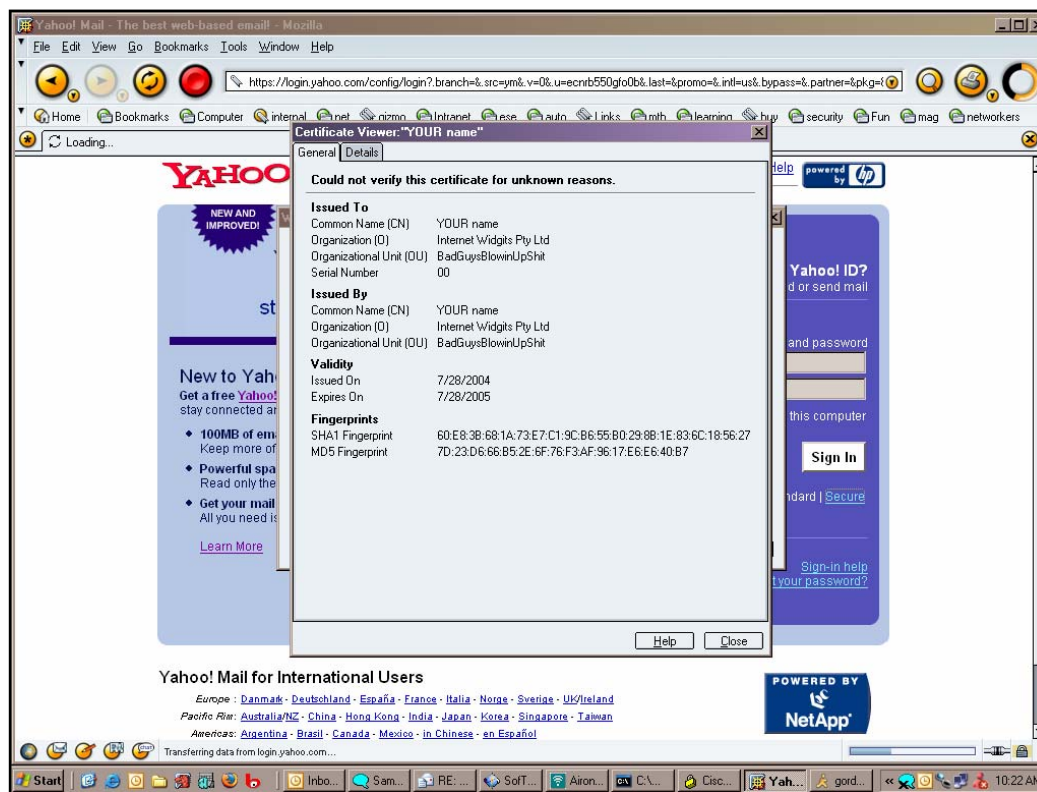 Yahoo! Mail - The best web-based email! - Mozilla
File Edit View Go Bookmarks Tools Window Help
https://login.yahoo.com/config/login?.branch=&.src=ym&.v=0&.u=ecnrb550gfo0b&.last=&promo=&.intl=us&.bypass=&.partner=&pkg=
Home Bookmarks Computer internal net gizmo Intranet ese auto Links mth learning buy security Fun mag networkers
Loading...
Certificate Viewer:"YOUR name"
General Details
YAHOO
Help
powered by hp
Could not verify this certificate for unknown reasons.
NEW AND
IMPROVED!
Issued To
Common Name (CN) YOUR name
Organization (O) Internet Widgits Pty Ltd
Organizational Unit (OU) BadGuysBlowinUpShit
Serial Number 00
Issued By
Common Name (CN) YOUR name
Organization (O) Internet Widgits Pty Ltd
Organizational Unit (OU) BadGuysBlowinUpShit
Validity
Issued On 7/28/2004
Expires On 7/28/2005
Fingerprints
SHA1 Fingerprint 60:E8:3B:68:1A:73:E7:C1:9C:B6:55:B0:29:8B:1E:83:6C:18:56:27
MD5 Fingerprint 7D:23:D6:66:B5:2E:6F:76:F3:AF:96:17:E6:E6:40:B7
Help Close
st
New to Yah
Get a free Yahoo!
stay connected an
100MB of em
Keep more of
Powerful spa
Read only the
Get your mail
All you need is
Learn More
Yahoo! ID?
d or send mail
and password
this computer
Sign In
ndard | Secure
Sign-in help
t your password?
Yahoo! Mail for International Users
Europe : Danmark - Deutschland - España - France - Italia - Norge - Sverige - UK/Ireland
Pacific Rim: Australia/NZ - China - Hong Kong - India - Japan - Korea - Singapore - Taiwan
Americas: Argentina - Brasil - Canada - Mexico - in Chinese - en Español
POWERED BY
NetApp
Transferring data from login.yahoo.com...
Start Inbo... Sam... RE: ... SofT... Airon... C:\... Cisc... Yah... gord... 10:22 AM